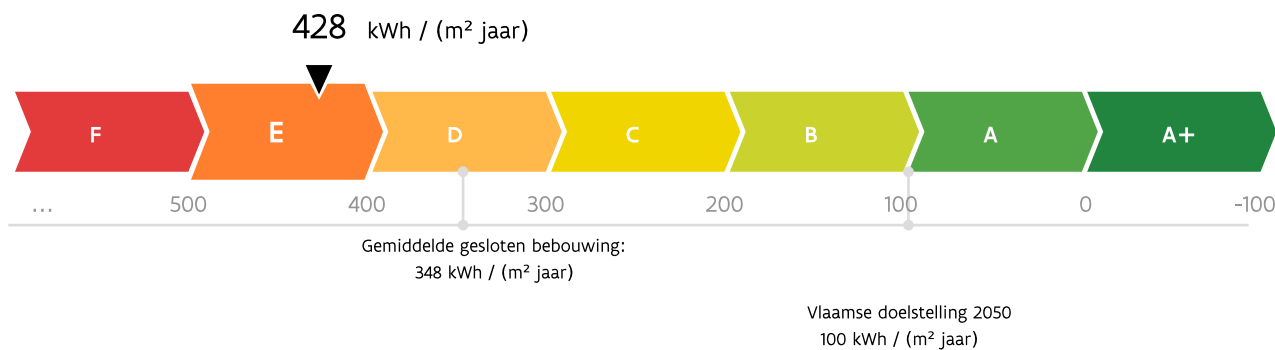 428 kWh / (m² jaar)
F E D C B A A+
... 500 400 300 200 100 0 -100
Gemiddelde gesloten bebouwing:
348 kWh / (m² jaar)
Vlaamse doelstelling 2050
100 kWh / (m² jaar)